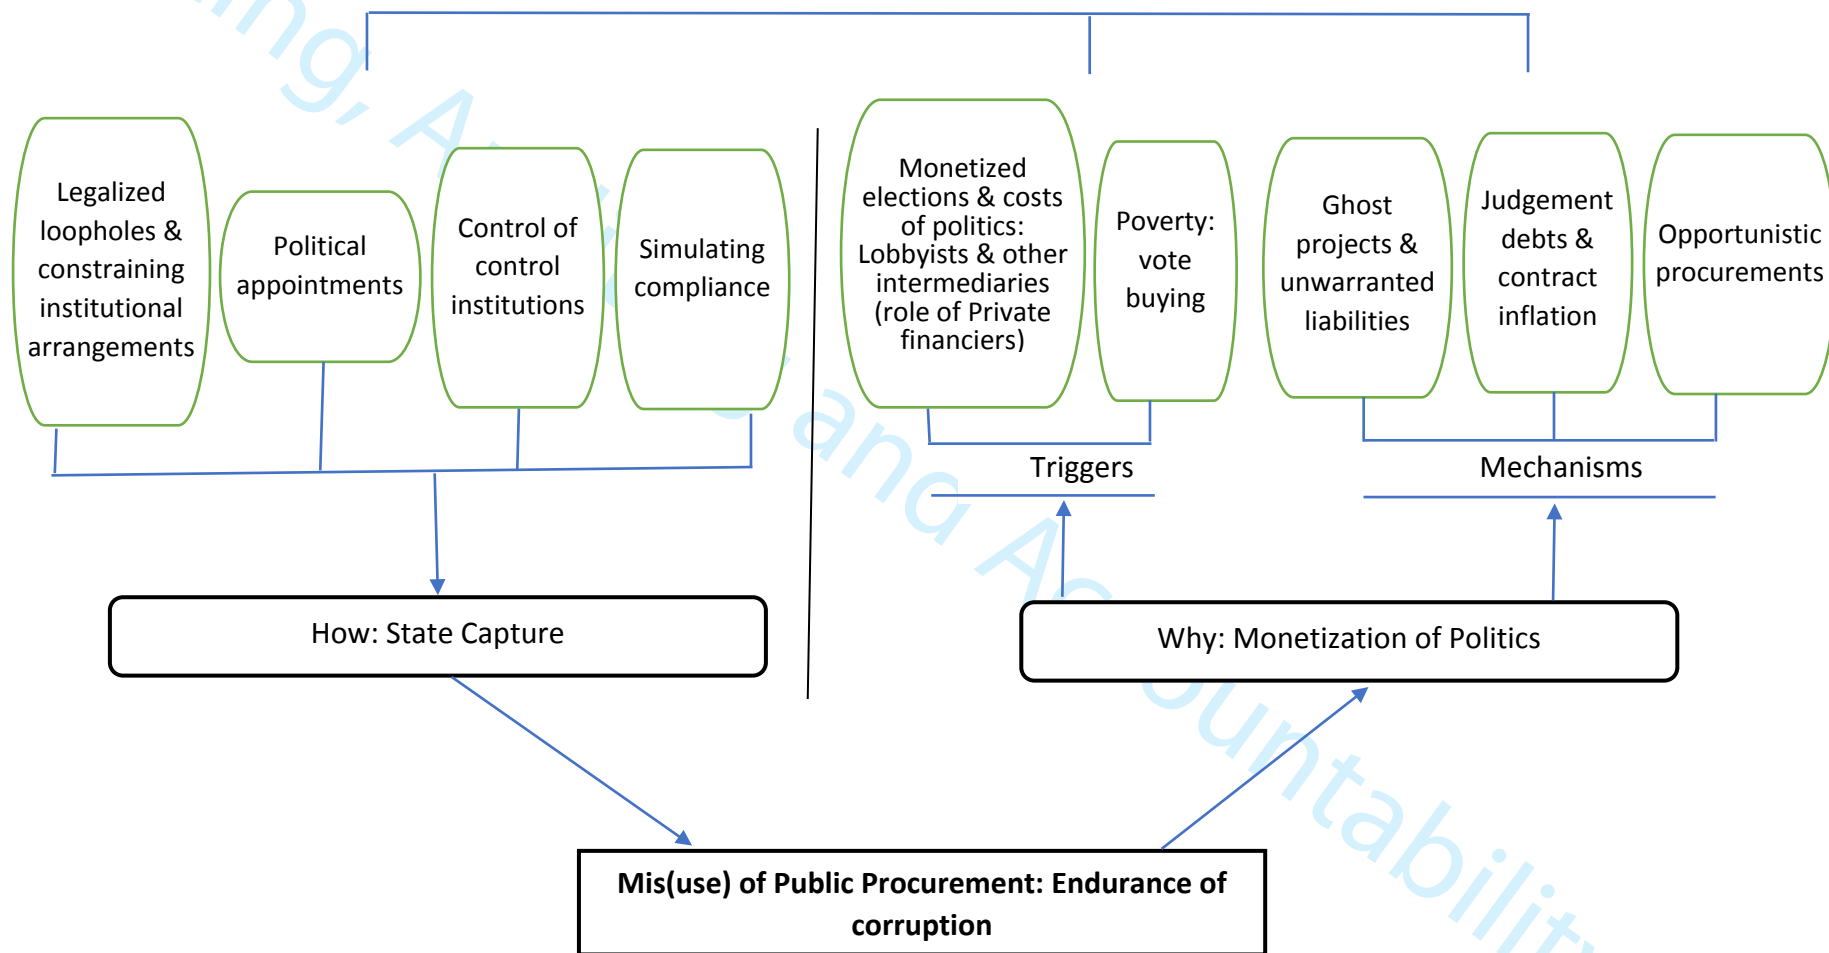 Legalized
loopholes &
constraining
institutional
arrangements
Political
appointments
Control of
control
institutions
Simulating
compliance
Monetized
elections & costs
of politics:
Lobbyists & other
intermediaries
(role of Private
financiers)
Poverty:
vote
buying
Ghost
projects &
unwarranted
liabilities
Judgement
debts &
contract
inflation
Opportunistic
procurements
Triggers
Mechanisms
How: State Capture
Why: Monetization of Politics
Mis(use) of Public Procurement: Endurance of
corruption